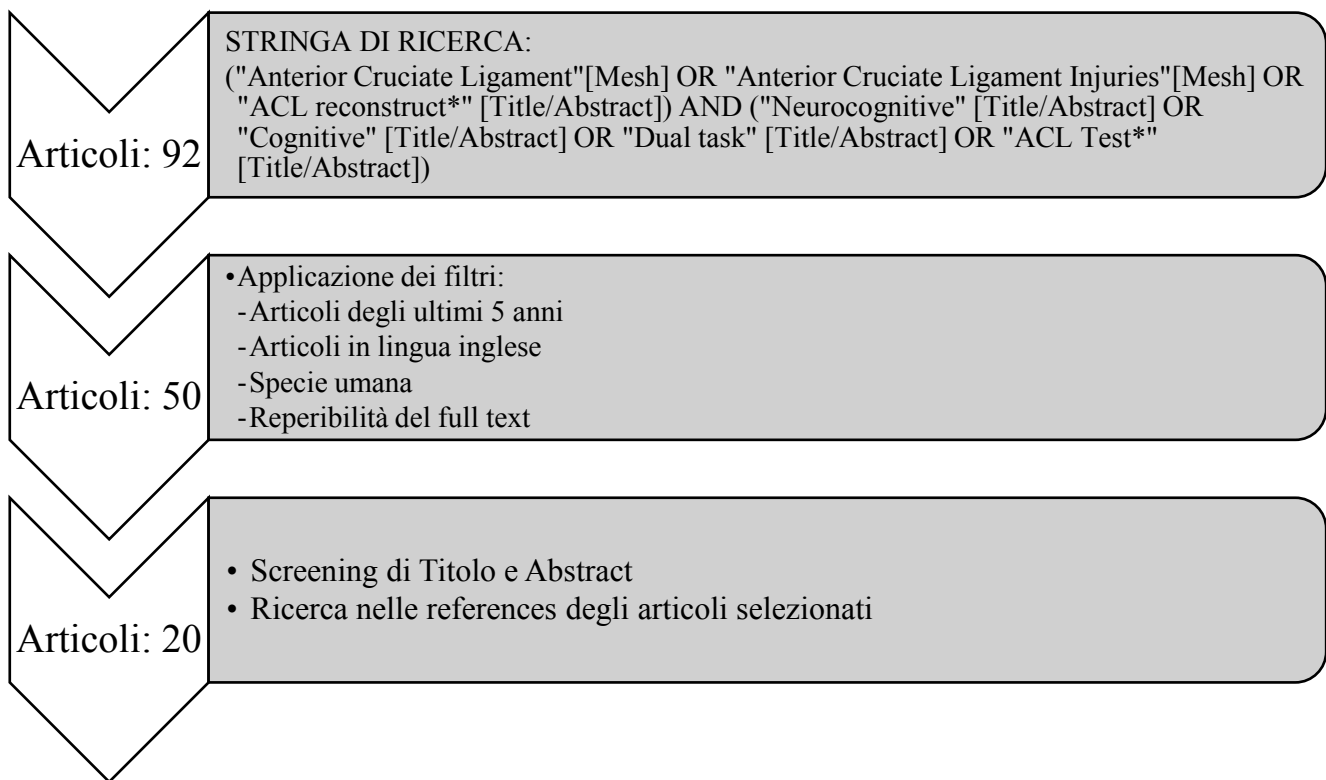 Articoli: 92
STRINGA DI RICERCA:
("Anterior Cruciate Ligament"[Mesh] OR "Anterior Cruciate Ligament Injuries"[Mesh] OR
"ACL reconstruct*" [Title/Abstract]) AND ("Neurocognitive" [Title/Abstract] OR
"Cognitive" [Title/Abstract] OR "Dual task" [Title/Abstract] OR "ACL Test*"
[Title/Abstract])
Articoli: 50
•Applicazione dei filtri:
-Articoli degli ultimi 5 anni
-Articoli in lingua inglese
-Specie umana
-Reperibilità del full text
Articoli: 20
• Screening di Titolo e Abstract
• Ricerca nelle references degli articoli selezionati